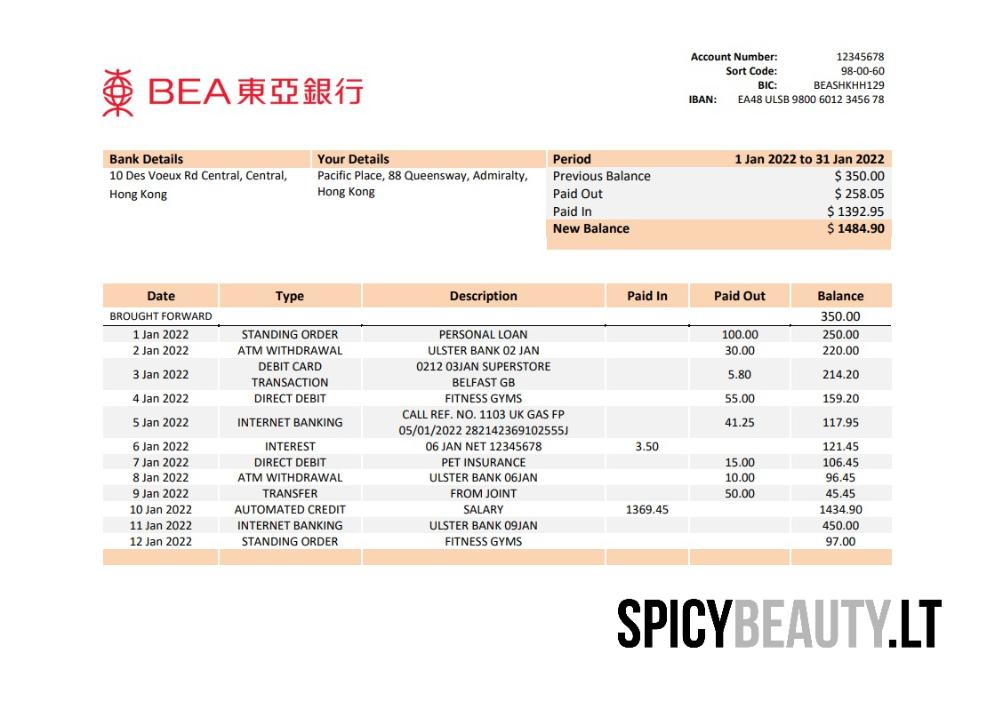 BEA東亞銀行
Account Number: 12345678
Sort Code: 98-00-60
BIC: BEASHKHH129
IBAN: EA48 ULSB 9800 6012 3456 78
Bank Details Your Details Period 1 Jan 2022 to 31 Jan 2022
10 Des Voeux Rd Central, Central, Pacific Place, 88 Queensway, Admiralty, Previous Balance $ 350.00
Hong Kong Hong Kong Paid Out $ 258.05
Paid In $ 1392.95
New Balance $ 1484.90
Date Type Description Paid In Paid Out Balance
BROUGHT FORWARD 350.00
1 Jan 2022 STANDING ORDER PERSONAL LOAN 100.00 250.00
2 Jan 2022 ATM WITHDRAWAL ULSTER BANK 02 JAN 30.00 220.00
3 Jan 2022 DEBIT CARD TRANSACTION 0212 03JAN SUPERSTORE BELFAST GB 5.80 214.20
4 Jan 2022 DIRECT DEBIT FITNESS GYMS 55.00 159.20
5 Jan 2022 INTERNET BANKING CALL REF. NO. 1103 UK GAS FP 05/01/2022 282142369102555J 41.25 117.95
6 Jan 2022 INTEREST 06 JAN NET 12345678 3.50 121.45
7 Jan 2022 DIRECT DEBIT PET INSURANCE 15.00 106.45
8 Jan 2022 ATM WITHDRAWAL ULSTER BANK 06JAN 10.00 96.45
9 Jan 2022 TRANSFER FROM JOINT 50.00 45.45
10 Jan 2022 AUTOMATED CREDIT SALARY 1369.45 1434.90
11 Jan 2022 INTERNET BANKING ULSTER BANK 09JAN 450.00
12 Jan 2022 STANDING ORDER FITNESS GYMS 97.00
SPICYBEAUTY.LT